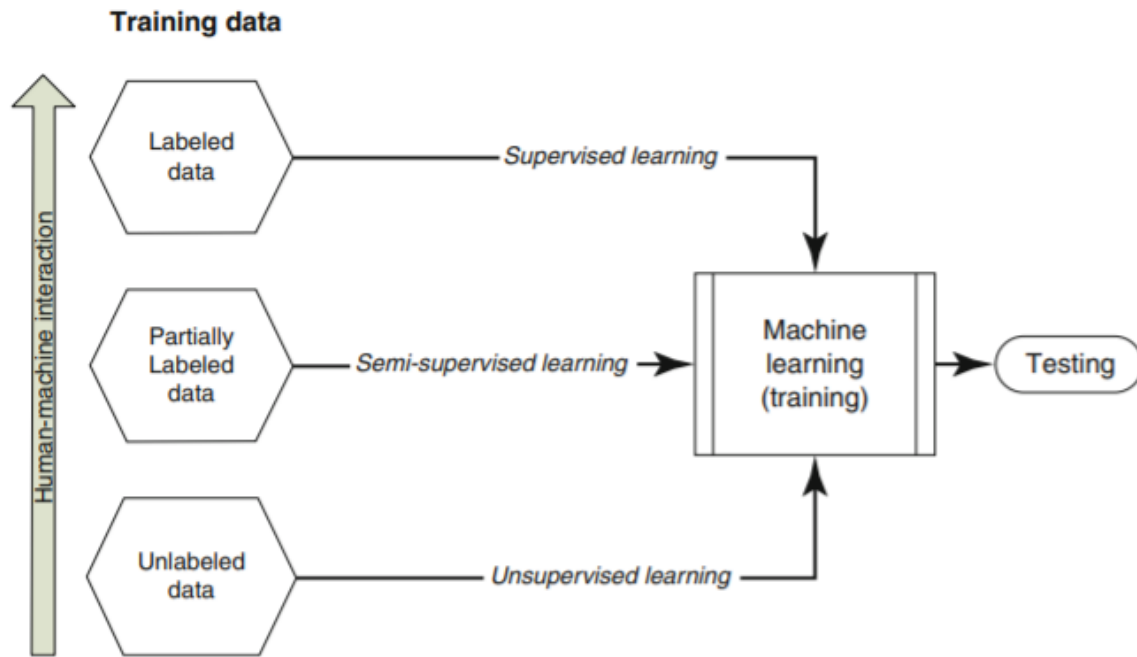 Training data
Human-machine interaction
Labeled
data
Supervised learning
Partially
Labeled
data
Semi-supervised learning
Machine
learning
(training)
Testing
Unlabeled
data
Unsupervised learning